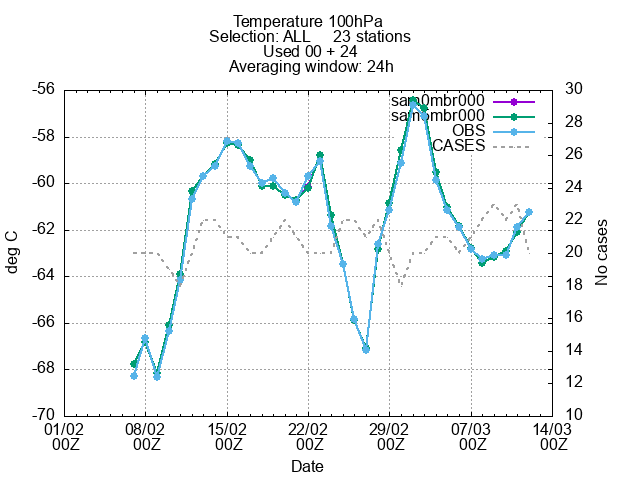 Temperature 100hPa
Selection: ALL 23 stations
Used 00 + 24
Averaging window: 24h
-56
-58
-60
-62
-64
-66
-68
-70
deg C
30
28
26
24
22
20
18
16
14
12
10
No cases
mbr000
mbr000
OBS
CASES
01/02 00Z
08/02 00Z
15/02 00Z
22/02 00Z
29/02 00Z
07/03 00Z
14/03 00Z
Date